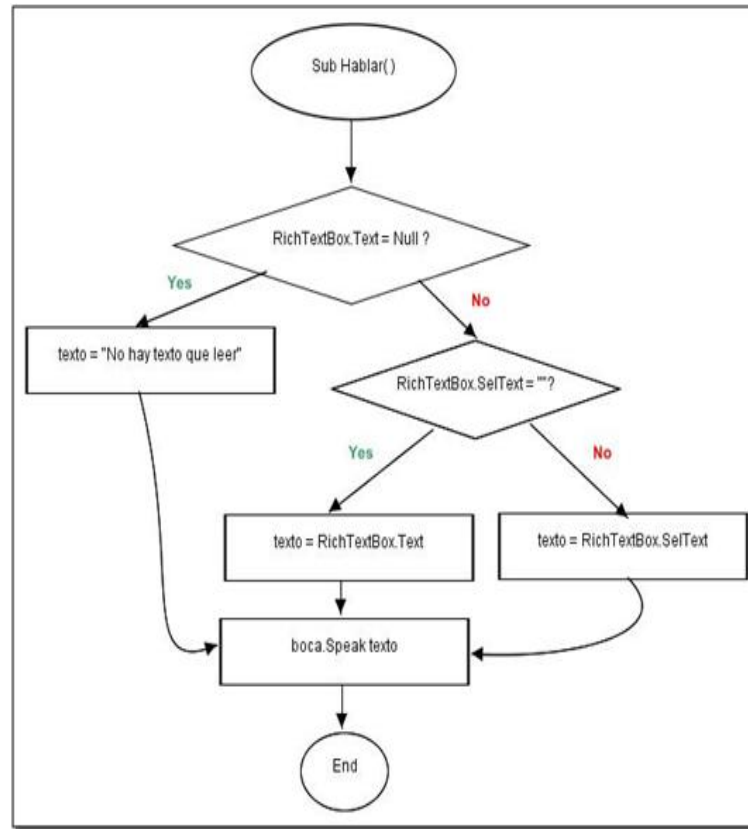 Sub Hablar( )
RichTextBox.Text = Null ?
Yes
No
texto = "No hay texto que leer"
RichTextBox.SelText = ""?
Yes
No
texto = RichTextBox.Text
texto = RichTextBox.SelText
boca.Speak texto
End